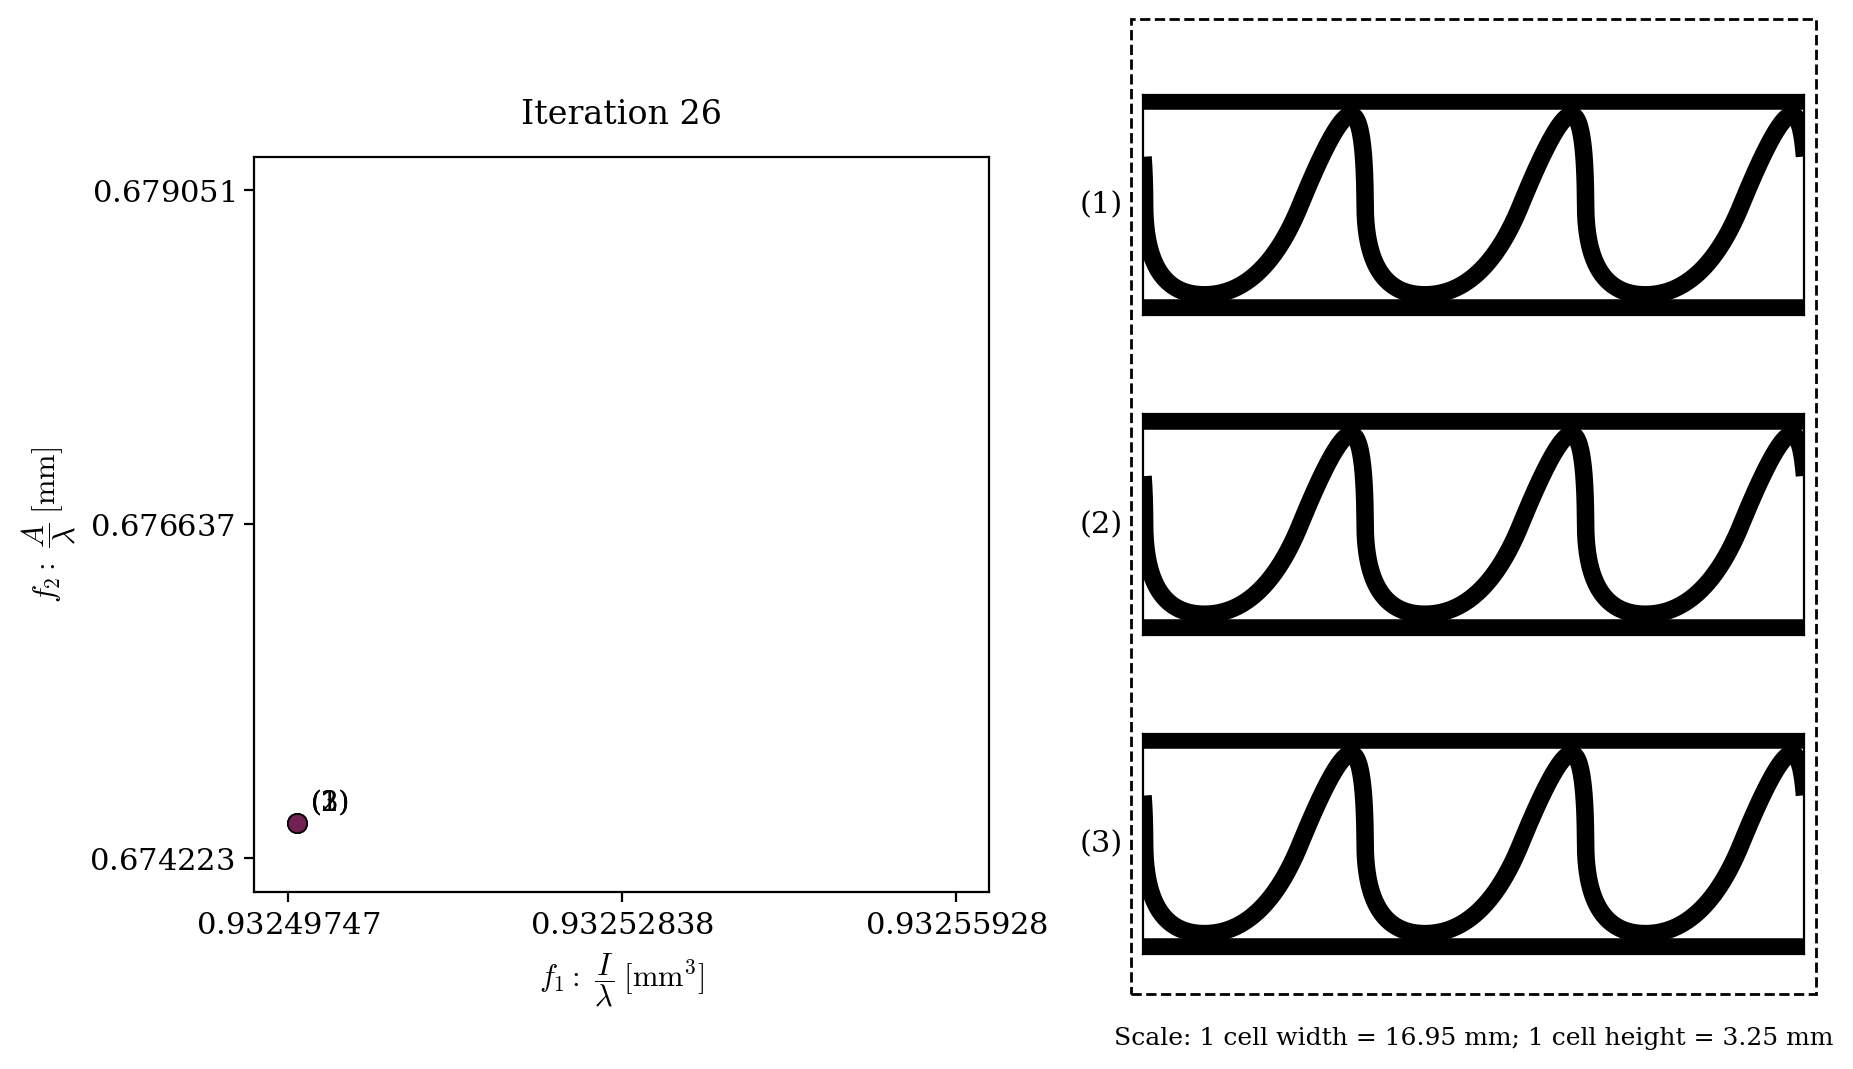 Iteration 26
0.679051
0.676637
0.674223
f₂ : A/λ [mm]
0.93249747 0.93252838 0.93255928
f₁ : I/λ [mm³]
(1)
(2)
(3)
Scale: 1 cell width = 16.95 mm; 1 cell height = 3.25 mm